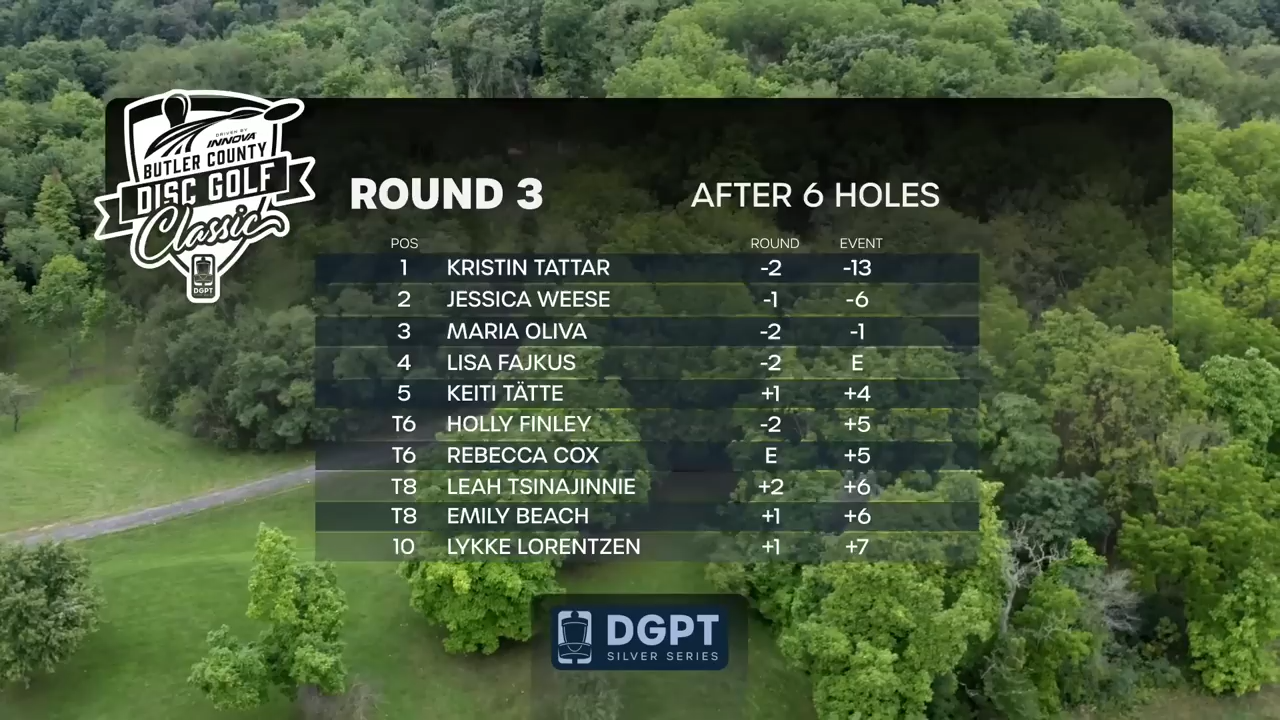 DRIVEN BY
INNOVA
BUTLER COUNTY
DISC GOLF
Classic
DGPT
ROUND 3 AFTER 6 HOLES
POS ROUND EVENT
1 KRISTIN TATTAR -2 -13
2 JESSICA WEESE -1 -6
3 MARIA OLIVA -2 -1
4 LISA FAJKUS -2 E
5 KEITI TÄTTE +1 +4
T6 HOLLY FINLEY -2 +5
T6 REBECCA COX E +5
T8 LEAH TSINAJINNIE +2 +6
T8 EMILY BEACH +1 +6
10 LYKKE LORENTZEN +1 +7
DGPT
SILVER SERIES